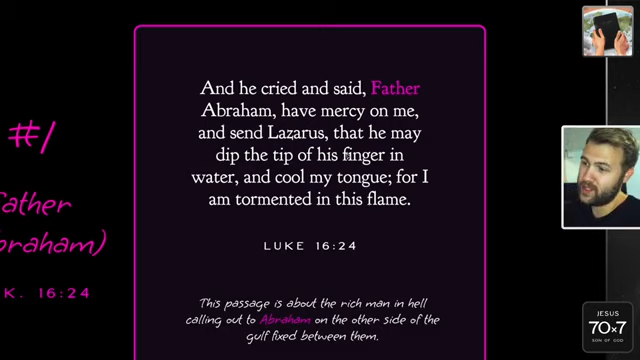 #1
Father
Abraham)
K. 16:24
And he cried and said, Father
Abraham, have mercy on me,
and send Lazarus, that he may
dip the tip of his finger in
water, and cool my tongue; for I
am tormented in this flame.
LUKE 16:24
This passage is about the rich man in hell
calling out to Abraham on the other side of the
gulf fixed between them.
JESUS
70x7
SON OF GOD